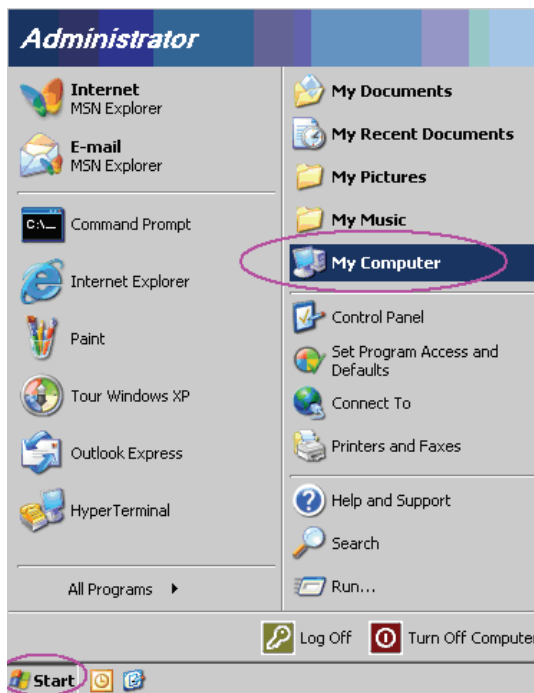 Administrator
Internet
MSN Explorer
E-mail
MSN Explorer
C:\_
Command Prompt
Internet Explorer
Paint
Tour Windows XP
Outlook Express
HyperTerminal
All Programs
My Documents
My Recent Documents
My Pictures
My Music
My Computer
Control Panel
Set Program Access and
Defaults
Connect To
Printers and Faxes
Help and Support
Search
Run...
Log Off
Turn Off Computer
Start